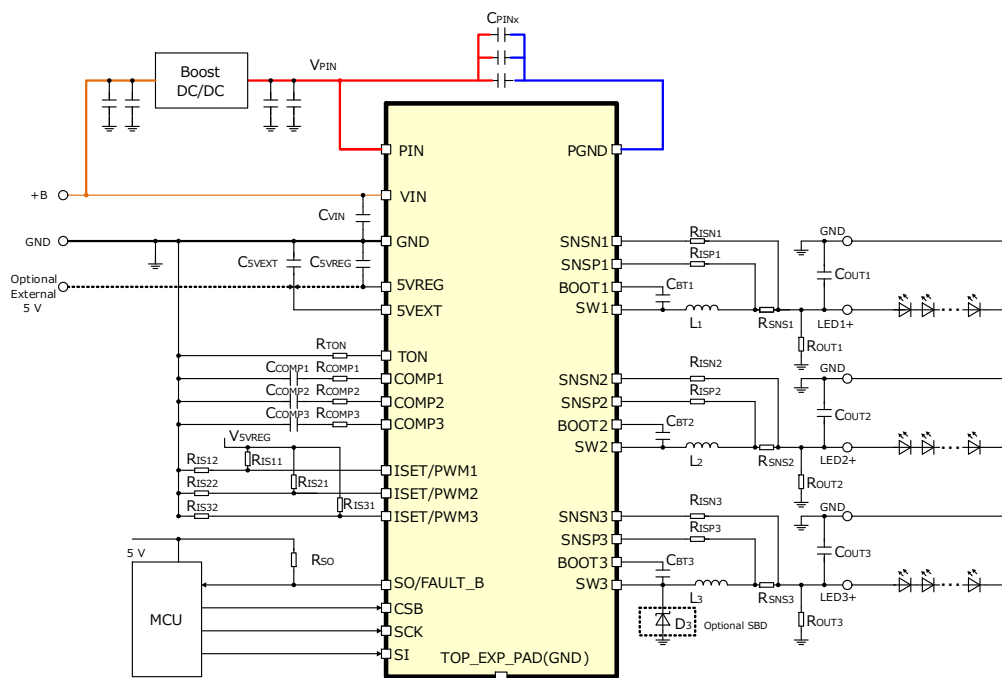 CPINx
Boost
DC/DC
VPIN
PIN
PGND
+B
VIN
CVIN
GND
GND
C5VEXT
C5VREG
Optional
External
5 V
5VREG
5VEXT
RTON
TON
CCOMP1
RCOMP1
COMP1
CCOMP2
RCOMP2
COMP2
CCOMP3
RCOMP3
COMP3
V5VREG
RIS12
RIS11
ISET/PWM1
RIS22
RIS21
ISET/PWM2
RIS32
RIS31
ISET/PWM3
5 V
RSO
SO/FAULT_B
MCU
CSB
SCK
SI
TOP_EXP_PAD(GND)
SNSN1
RISN1
GND
SNSP1
RISP1
BOOT1
CBT1
COUT1
SW1
L1
RSNS1
LED1+
ROUT1
SNSN2
RISN2
GND
SNSP2
RISP2
BOOT2
CBT2
COUT2
SW2
L2
RSNS2
LED2+
ROUT2
SNSN3
RISN3
GND
SNSP3
RISP3
BOOT3
CBT3
COUT3
SW3
L3
RSNS3
LED3+
D3
Optional SBD
ROUT3